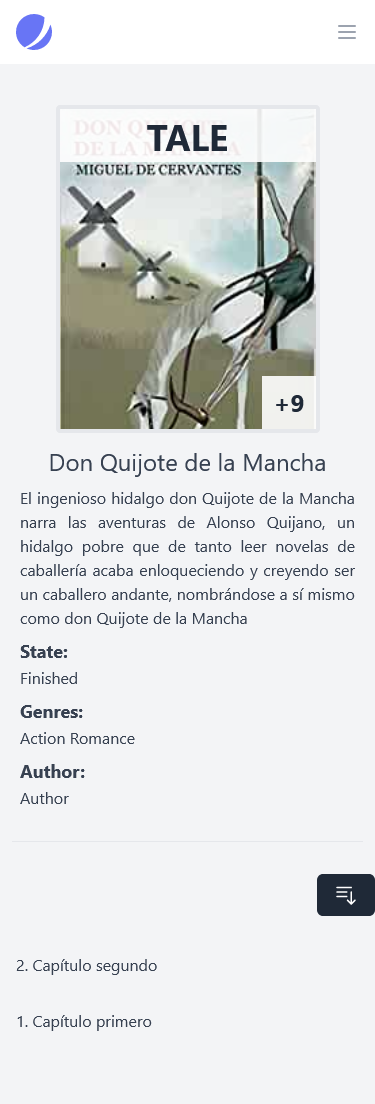 DON QUIJOTE
DE LA MANCHA
TALE
MIGUEL DE CERVANTES
+9
Don Quijote de la Mancha
El ingenioso hidalgo don Quijote de la Mancha
narra las aventuras de Alonso Quijano, un
hidalgo pobre que de tanto leer novelas de
caballería acaba enloqueciendo y creyendo ser
un caballero andante, nombrándose a sí mismo
como don Quijote de la Mancha
State:
Finished
Genres:
Action Romance
Author:
Author
2. Capítulo segundo
1. Capítulo primero